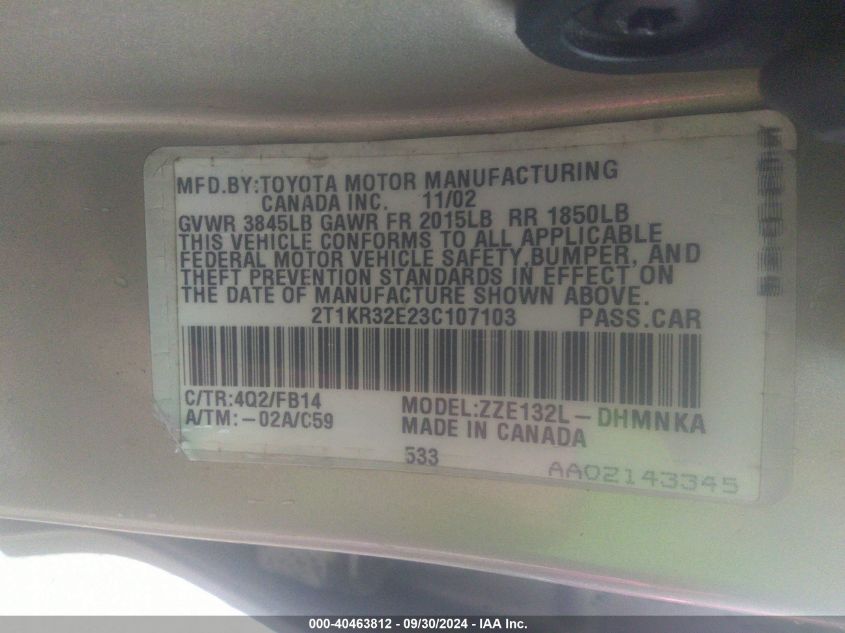 MFD.BY:TOYOTA MOTOR MANUFACTURING
CANADA INC. 11/02
GVWR 3845LB GAWR FR 2015LB RR 1850LB
THIS VEHICLE CONFORMS TO ALL APPLICABLE
FEDERAL MOTOR VEHICLE SAFETY,BUMPER, AND
THEFT PREVENTION STANDARDS IN EFFECT ON
THE DATE OF MANUFACTURE SHOWN ABOVE.
2T1KR32E23C107103 PASS.CAR
C/TR:4Q2/FB14
A/TM:-02A/C59
MODEL:ZZE132L-DHMNKA
MADE IN CANADA
533
AA02143345
000-40463812 - 09/30/2024 - IAA Inc.